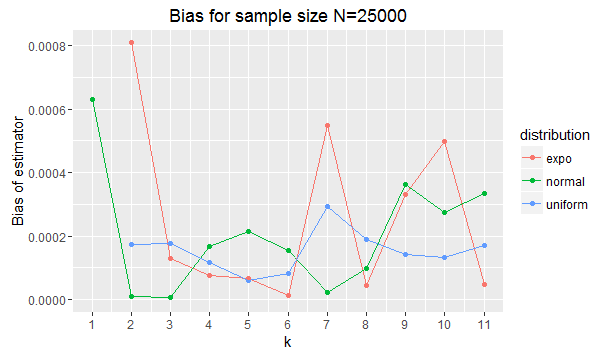 Bias for sample size N=25000
Bias of estimator
0.0008
0.0006
0.0004
0.0002
0.0000
1 2 3 4 5 6 7 8 9 10 11
k
distribution
expo
normal
uniform